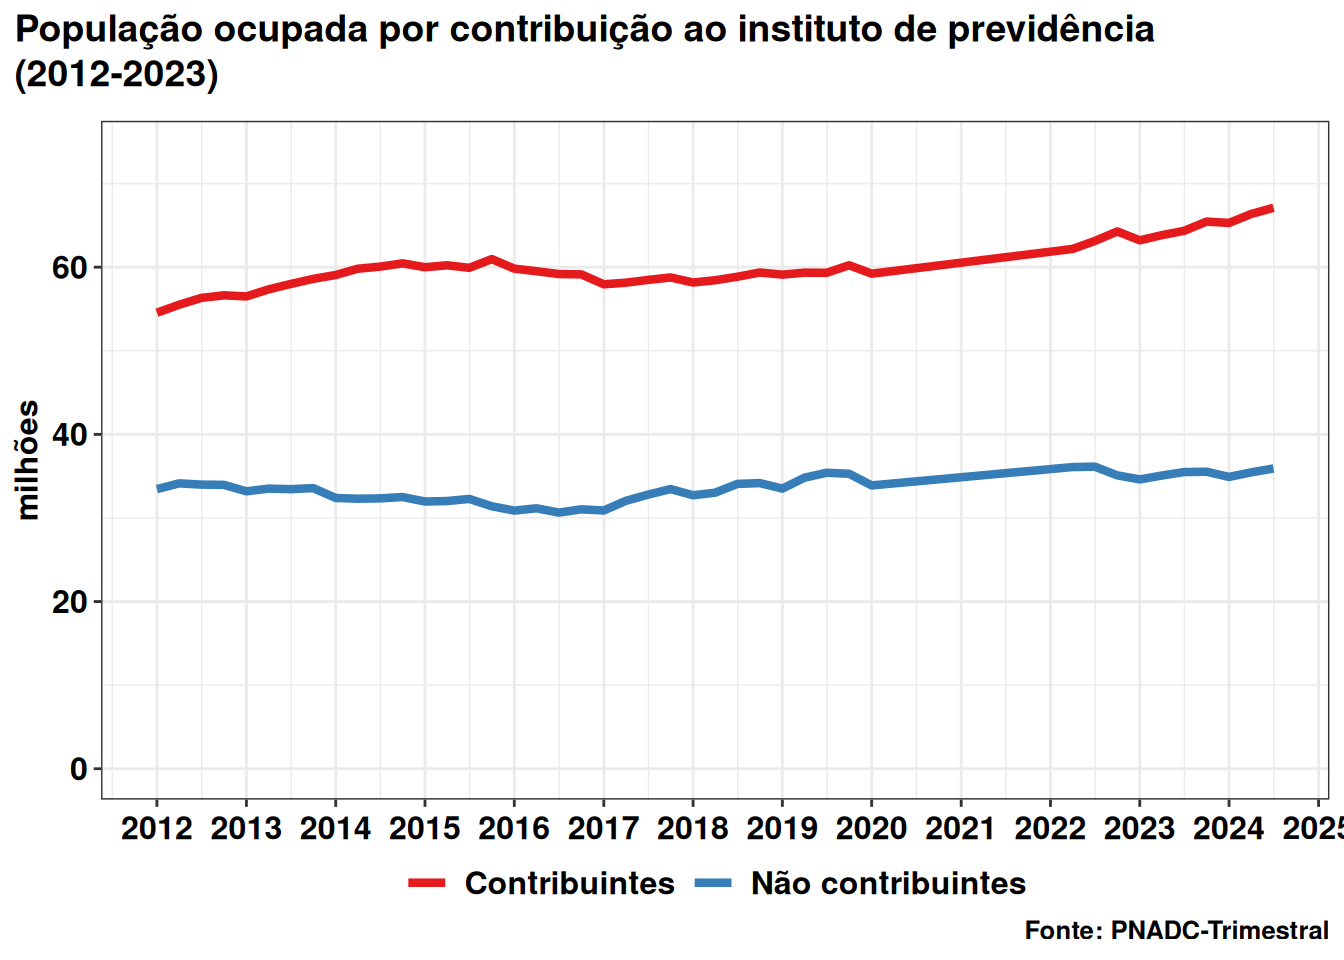 População ocupada por contribuição ao instituto de previdência
(2012-2023)
milhões
60
40
20
0
2012 2013 2014 2015 2016 2017 2018 2019 2020 2021 2022 2023 2024 2025
Contribuintes Não contribuintes
Fonte: PNADC-Trimestral